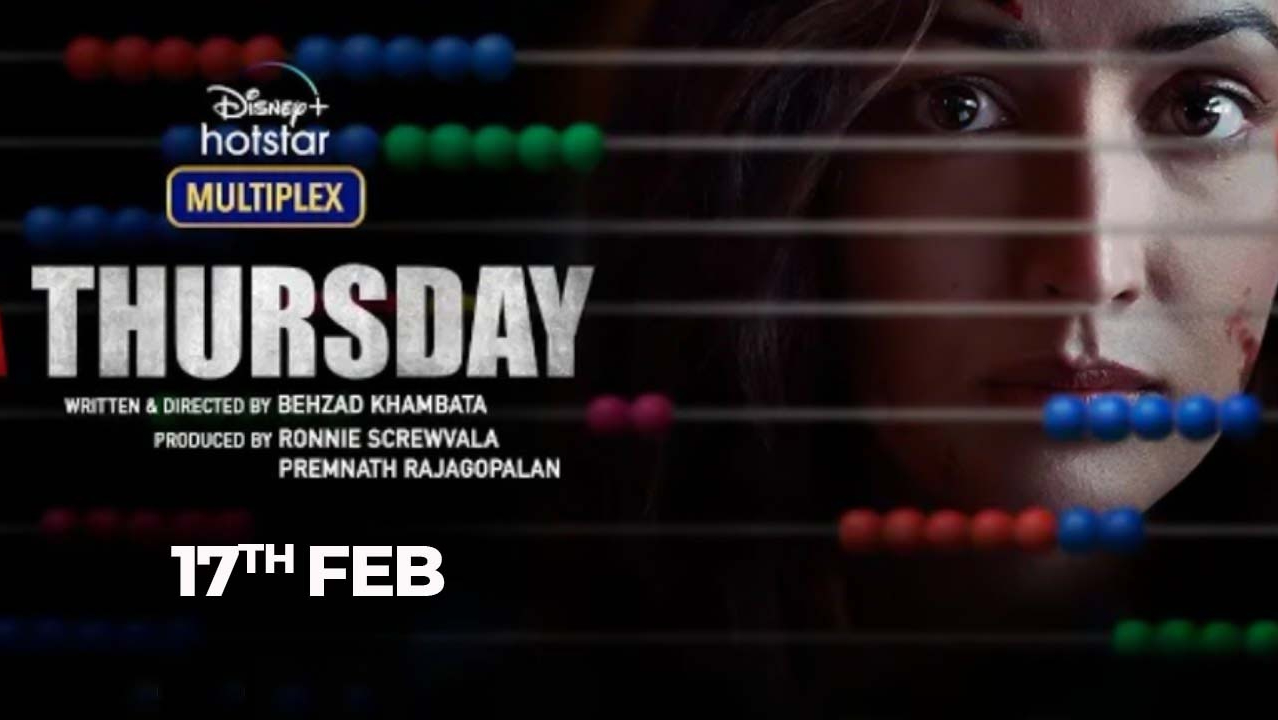 Disney+
hotstar
MULTIPLEX
A THURSDAY
WRITTEN & DIRECTED BY BEHZAD KHAMBATA
PRODUCED BY RONNIE SCREWVALA
PREMNATH RAJAGOPALAN
17TH FEB